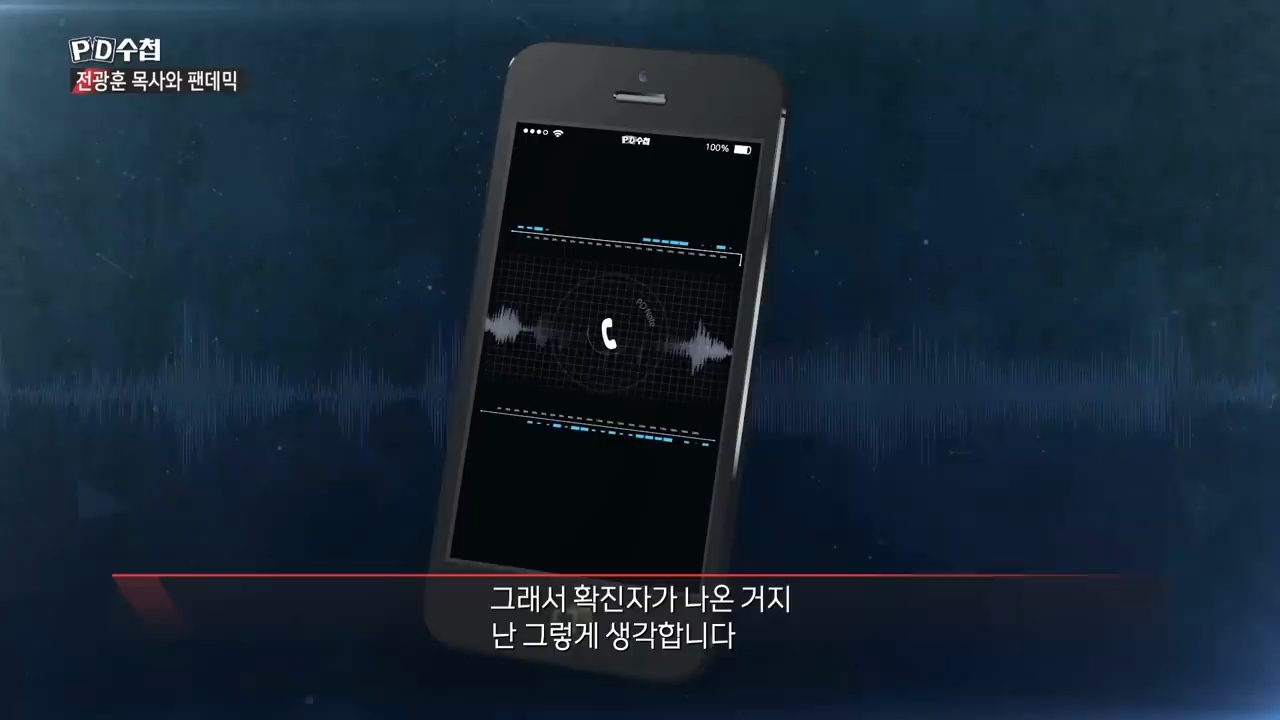 PD수첩
전광훈 목사와 팬데믹
PD수첩
100%
PD Note
그래서 확진자가 나온 거지
난 그렇게 생각합니다